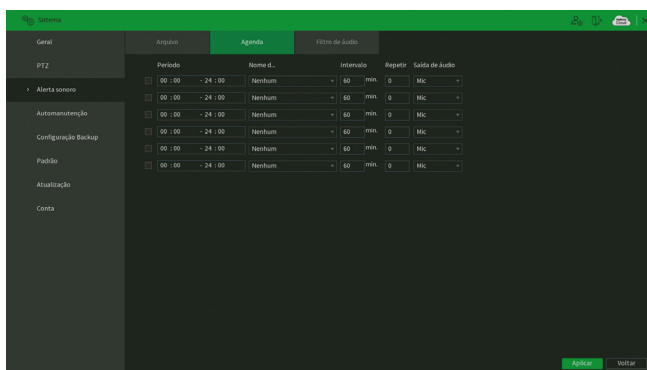 Sistema
Geral
PTZ
Alerta sonoro
Automanutenção
Configuração Backup
Padrão
Atualização
Conta
Arquivo Agenda Filtro de áudio
Período Nome d... Intervalo Repetir Saída de áudio
00 : 00 - 24 : 00 Nenhum 60 min. 0 Mic
00 : 00 - 24 : 00 Nenhum 60 min. 0 Mic
00 : 00 - 24 : 00 Nenhum 60 min. 0 Mic
00 : 00 - 24 : 00 Nenhum 60 min. 0 Mic
00 : 00 - 24 : 00 Nenhum 60 min. 0 Mic
00 : 00 - 24 : 00 Nenhum 60 min. 0 Mic
Aplicar Voltar